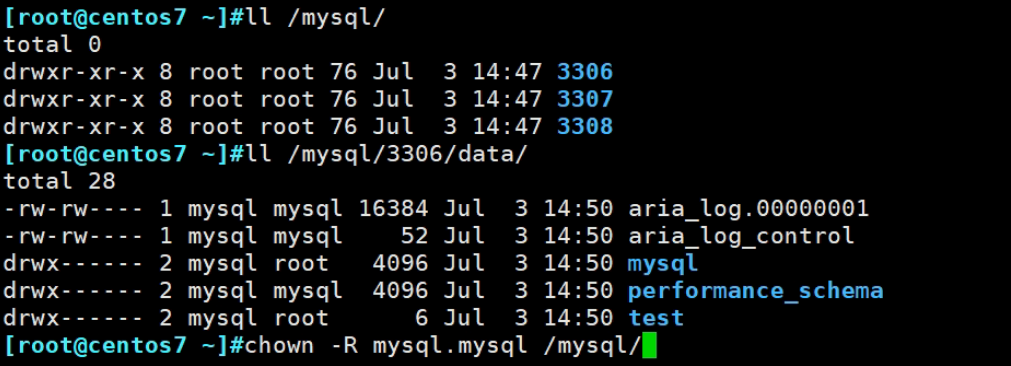 [root@centos7 ~]#ll /mysql/
total 0
drwxr-xr-x 8 root root 76 Jul  3 14:47 3306
drwxr-xr-x 8 root root 76 Jul  3 14:47 3307
drwxr-xr-x 8 root root 76 Jul  3 14:47 3308
[root@centos7 ~]#ll /mysql/3306/data/
total 28
-rw-rw---- 1 mysql mysql 16384 Jul  3 14:50 aria_log.00000001
-rw-rw---- 1 mysql mysql    52 Jul  3 14:50 aria_log_control
drwx------ 2 mysql root   4096 Jul  3 14:50 mysql
drwx------ 2 mysql mysql  4096 Jul  3 14:50 performance_schema
drwx------ 2 mysql root      6 Jul  3 14:50 test
[root@centos7 ~]#chown -R mysql.mysql /mysql/